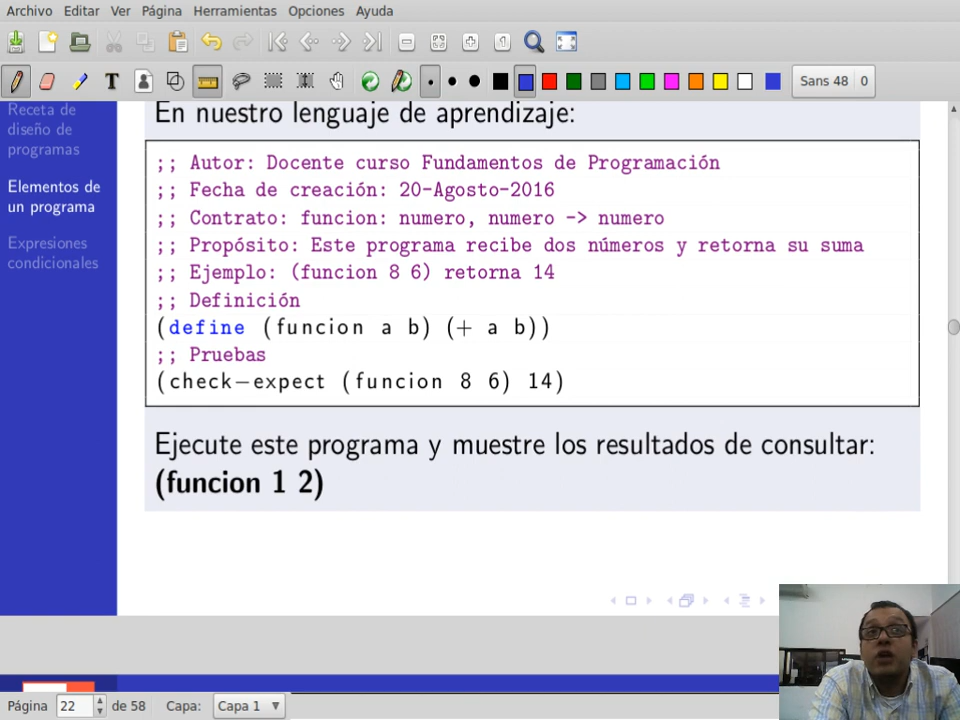 Archivo Editar Ver Página Herramientas Opciones Ayuda
Sans 48 0
Receta de
diseño de
programas
Elementos de
un programa
Expresiones
condicionales
En nuestro lenguaje de aprendizaje:
;; Autor: Docente curso Fundamentos de Programación
;; Fecha de creación: 20-Agosto-2016
;; Contrato: funcion: numero, numero -> numero
;; Propósito: Este programa recibe dos números y retorna su suma
;; Ejemplo: (funcion 8 6) retorna 14
;; Definición
(define (funcion a b) (+ a b))
;; Pruebas
(check-expect (funcion 8 6) 14)
Ejecute este programa y muestre los resultados de consultar:
(funcion 1 2)
Página 22 de 58 Capa: Capa 1